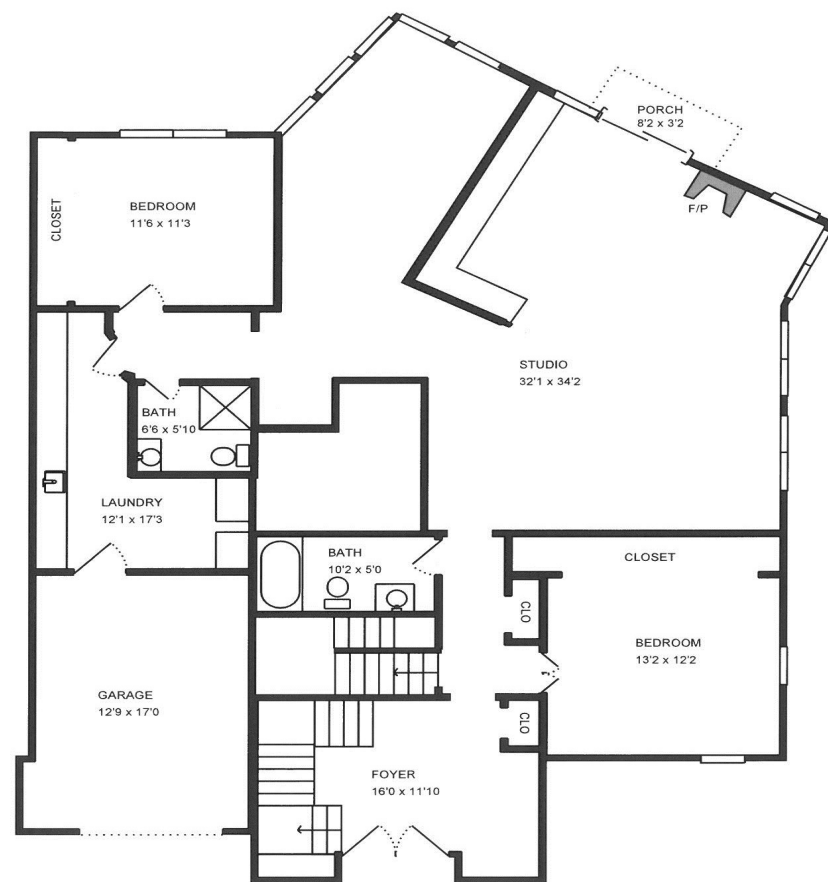 PORCH
8'2 x 3'2
F/P
BEDROOM
11'6 x 11'3
CLOSET
STUDIO
32'1 x 34'2
BATH
6'6 x 5'10
LAUNDRY
12'1 x 17'3
BATH
10'2 x 5'0
CLOSET
CLO
BEDROOM
13'2 x 12'2
GARAGE
12'9 x 17'0
CLO
FOYER
16'0 x 11'10